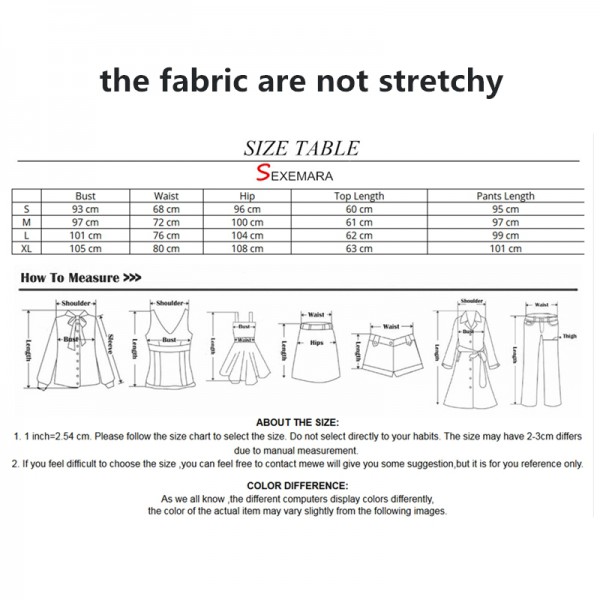 the fabric are not stretchy
SIZE TABLE
SEXEMARA
Bust Waist Hip Top Length Pants Length
S 93 cm 68 cm 96 cm 60 cm 95 cm
M 97 cm 72 cm 100 cm 61 cm 97 cm
L 101 cm 76 cm 104 cm 62 cm 99 cm
XL 105 cm 80 cm 108 cm 63 cm 101 cm
How To Measure >>>
Shoulder Bust Sleeve Length
Shoulder Bust Length
Bust Waist Length
Waist Hips Length
Waist Length
Shoulder Bust Length
Waist Thigh Length
ABOUT THE SIZE:
1. 1 inch=2.54 cm. Please follow the size chart to select the size. Do not select directly to your habits. The size may have 2-3cm differs
due to manual measurement.
2. If you feel difficult to choose the size ,you can feel free to contact mewe will give you some suggestion,but it is for you reference only.
COLOR DIFFERENCE:
As we all know ,the different computers display colors differently,
the color of the actual item may vary slightly from the following images.